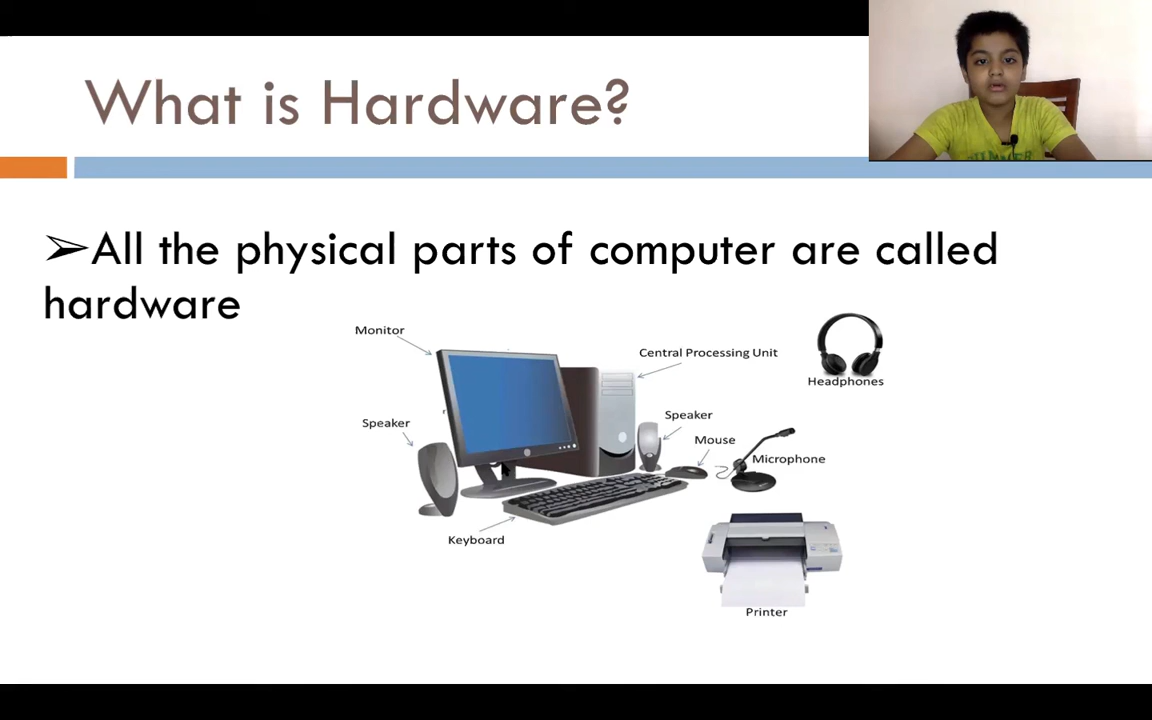 What is Hardware?
➢All the physical parts of computer are called
hardware
Monitor
Central Processing Unit
Headphones
Speaker
Speaker
Mouse
Microphone
Keyboard
Printer